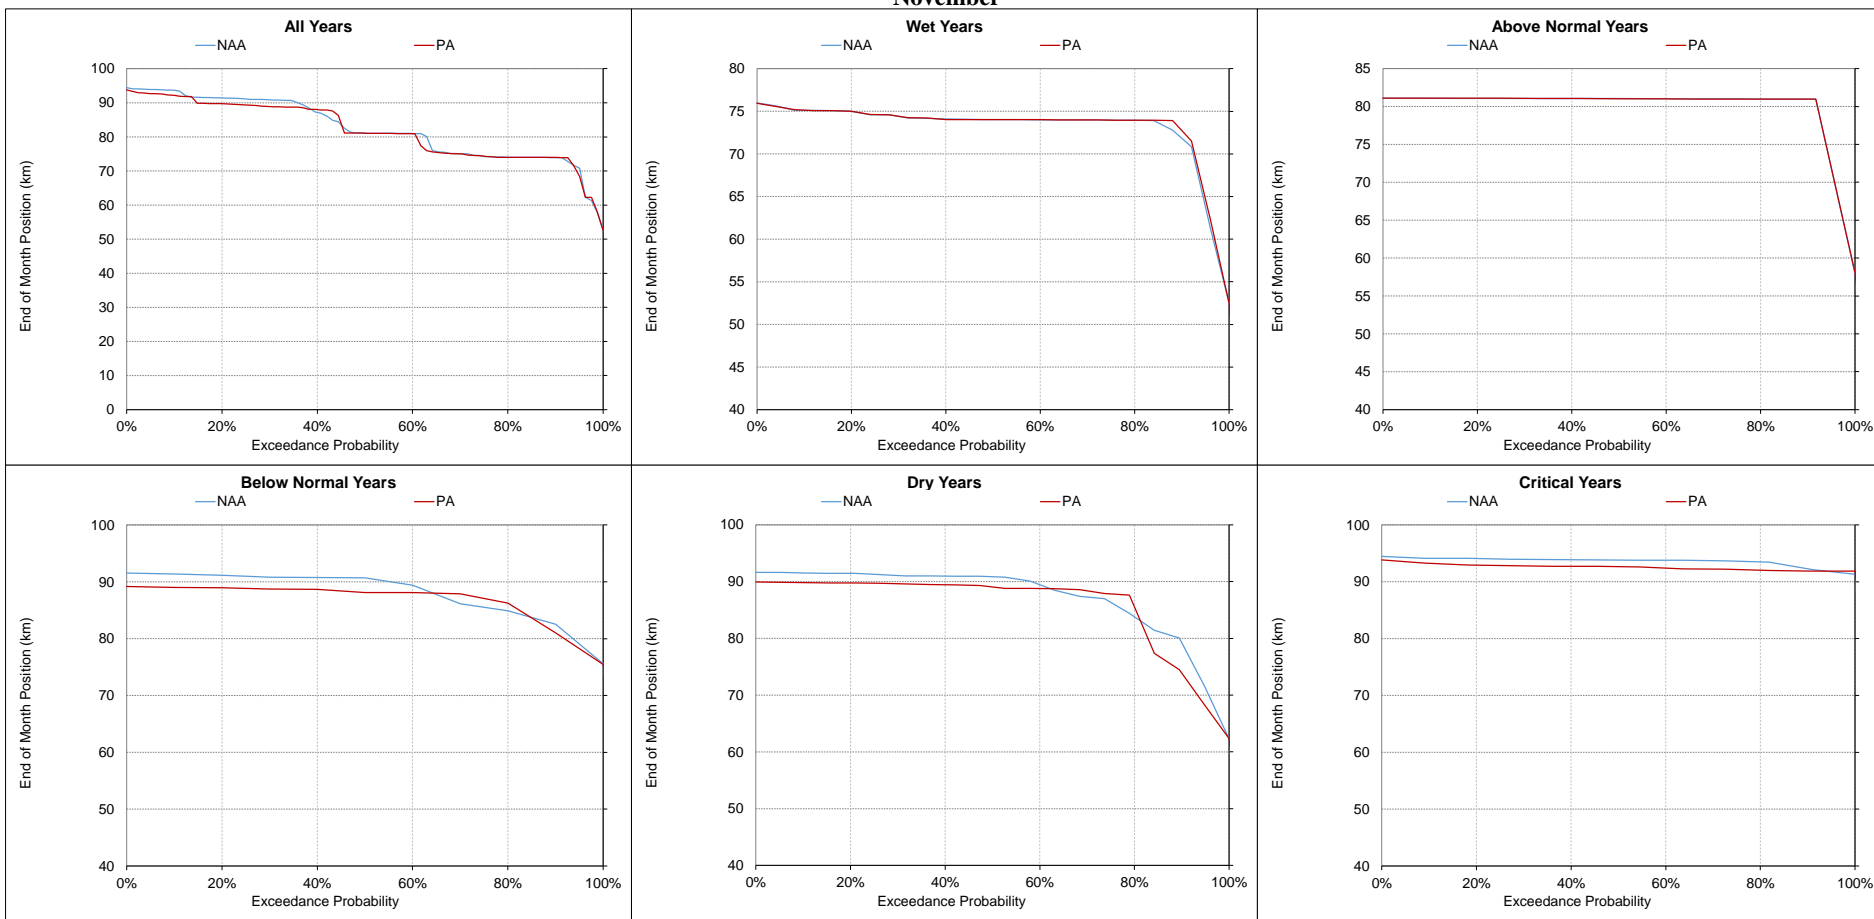 November
All Years
NAA PA
End of Month Position (km)
100
90
80
70
60
50
40
30
20
10
0
0% 20% 40% 60% 80% 100%
Exceedance Probability
Wet Years
NAA PA
End of Month Position (km)
80
75
70
65
60
55
50
45
40
0% 20% 40% 60% 80% 100%
Exceedance Probability
Above Normal Years
NAA PA
End of Month Position (km)
85
80
75
70
65
60
55
50
45
40
0% 20% 40% 60% 80% 100%
Exceedance Probability
Below Normal Years
NAA PA
End of Month Position (km)
100
90
80
70
60
50
40
0% 20% 40% 60% 80% 100%
Exceedance Probability
Dry Years
NAA PA
End of Month Position (km)
100
90
80
70
60
50
40
0% 20% 40% 60% 80% 100%
Exceedance Probability
Critical Years
NAA PA
End of Month Position (km)
100
90
80
70
60
50
40
0% 20% 40% 60% 80% 100%
Exceedance Probability